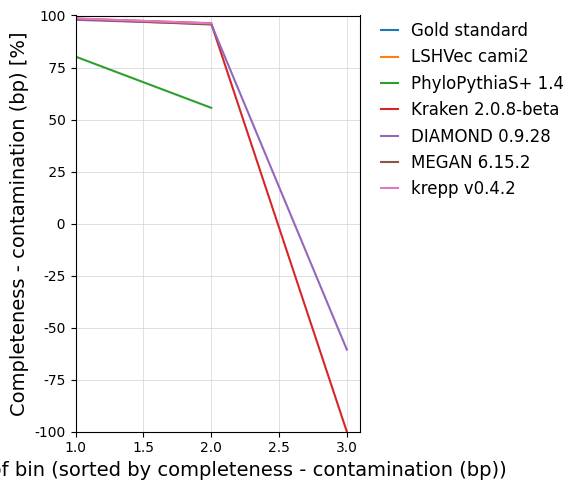 Completeness - contamination (bp) [%]
100
75
50
25
0
-25
-50
-75
-100
1.0 1.5 2.0 2.5 3.0
bin (sorted by completeness - contamination (bp))
Gold standard
LSHVec cami2
PhyloPythiaS+ 1.4
Kraken 2.0.8-beta
DIAMOND 0.9.28
MEGAN 6.15.2
krepp v0.4.2